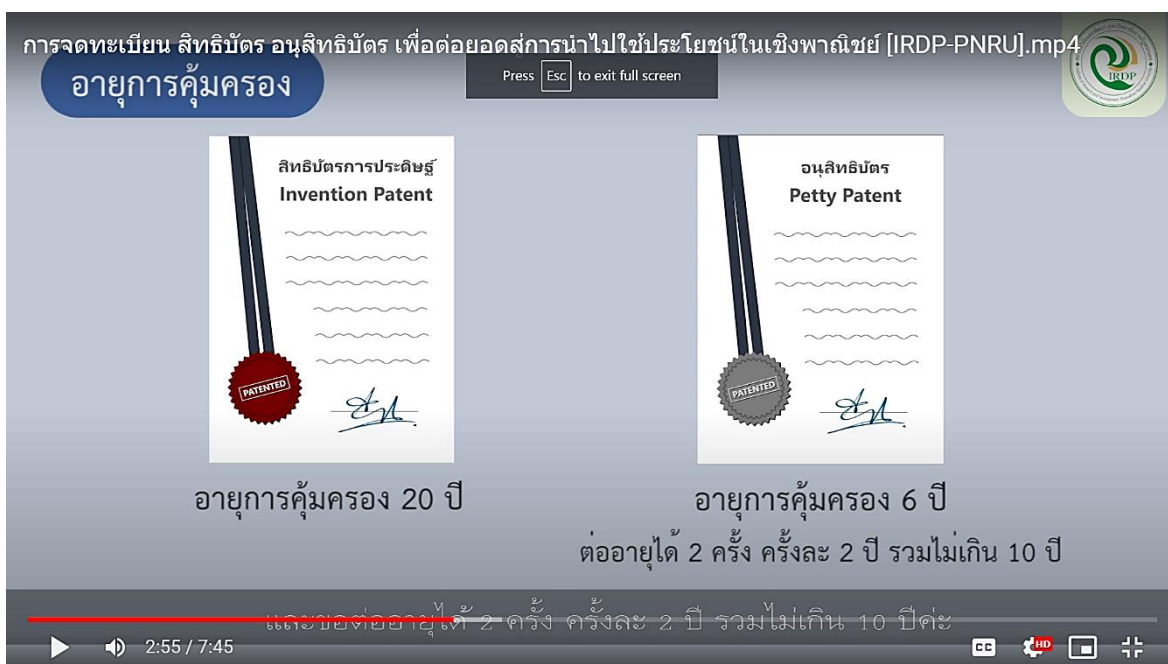 การจดทะเบียน สิทธิบัตร อนุสิทธิบัตร เพื่อต่อยอดสู่การนำไปใช้ประโยชน์ในเชิงพาณิชย์ [IRDP-PNRU].mp4
Press Esc to exit full screen
IRDP
อายุการคุ้มครอง
สิทธิบัตรการประดิษฐ์
Invention Patent
PATENTED
อายุการคุ้มครอง 20 ปี
อนุสิทธิบัตร
Petty Patent
PATENTED
อายุการคุ้มครอง 6 ปี
ต่ออายุได้ 2 ครั้ง ครั้งละ 2 ปี รวมไม่เกิน 10 ปี
และขอต่ออายุได้ 2 ครั้ง ครั้งละ 2 ปี รวมไม่เกิน 10 ปีค่ะ
2:55 / 7:45
CC
HD